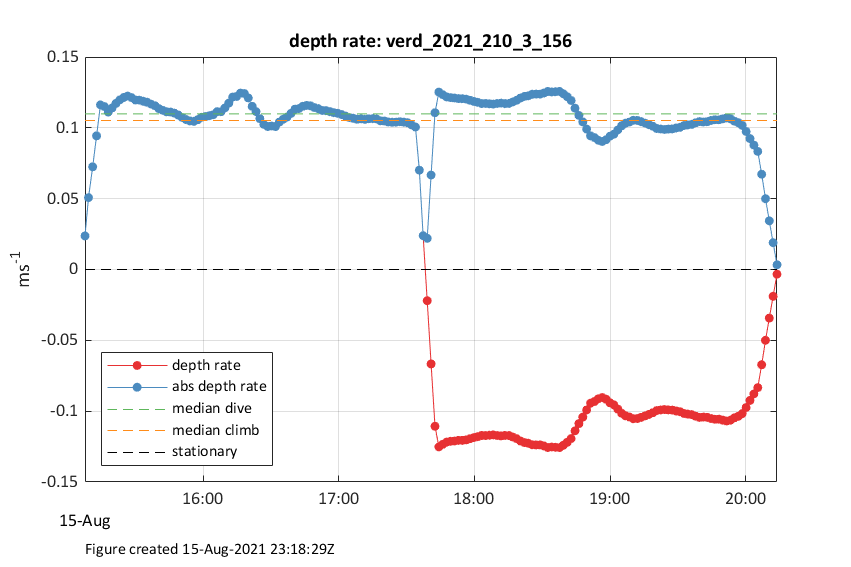 depth rate: verd_2021_210_3_156
0.15
0.1
0.05
0
-0.05
-0.1
-0.15
ms-1
depth rate
abs depth rate
median dive
median climb
stationary
16:00 17:00 18:00 19:00 20:00
15-Aug
Figure created 15-Aug-2021 23:18:29Z